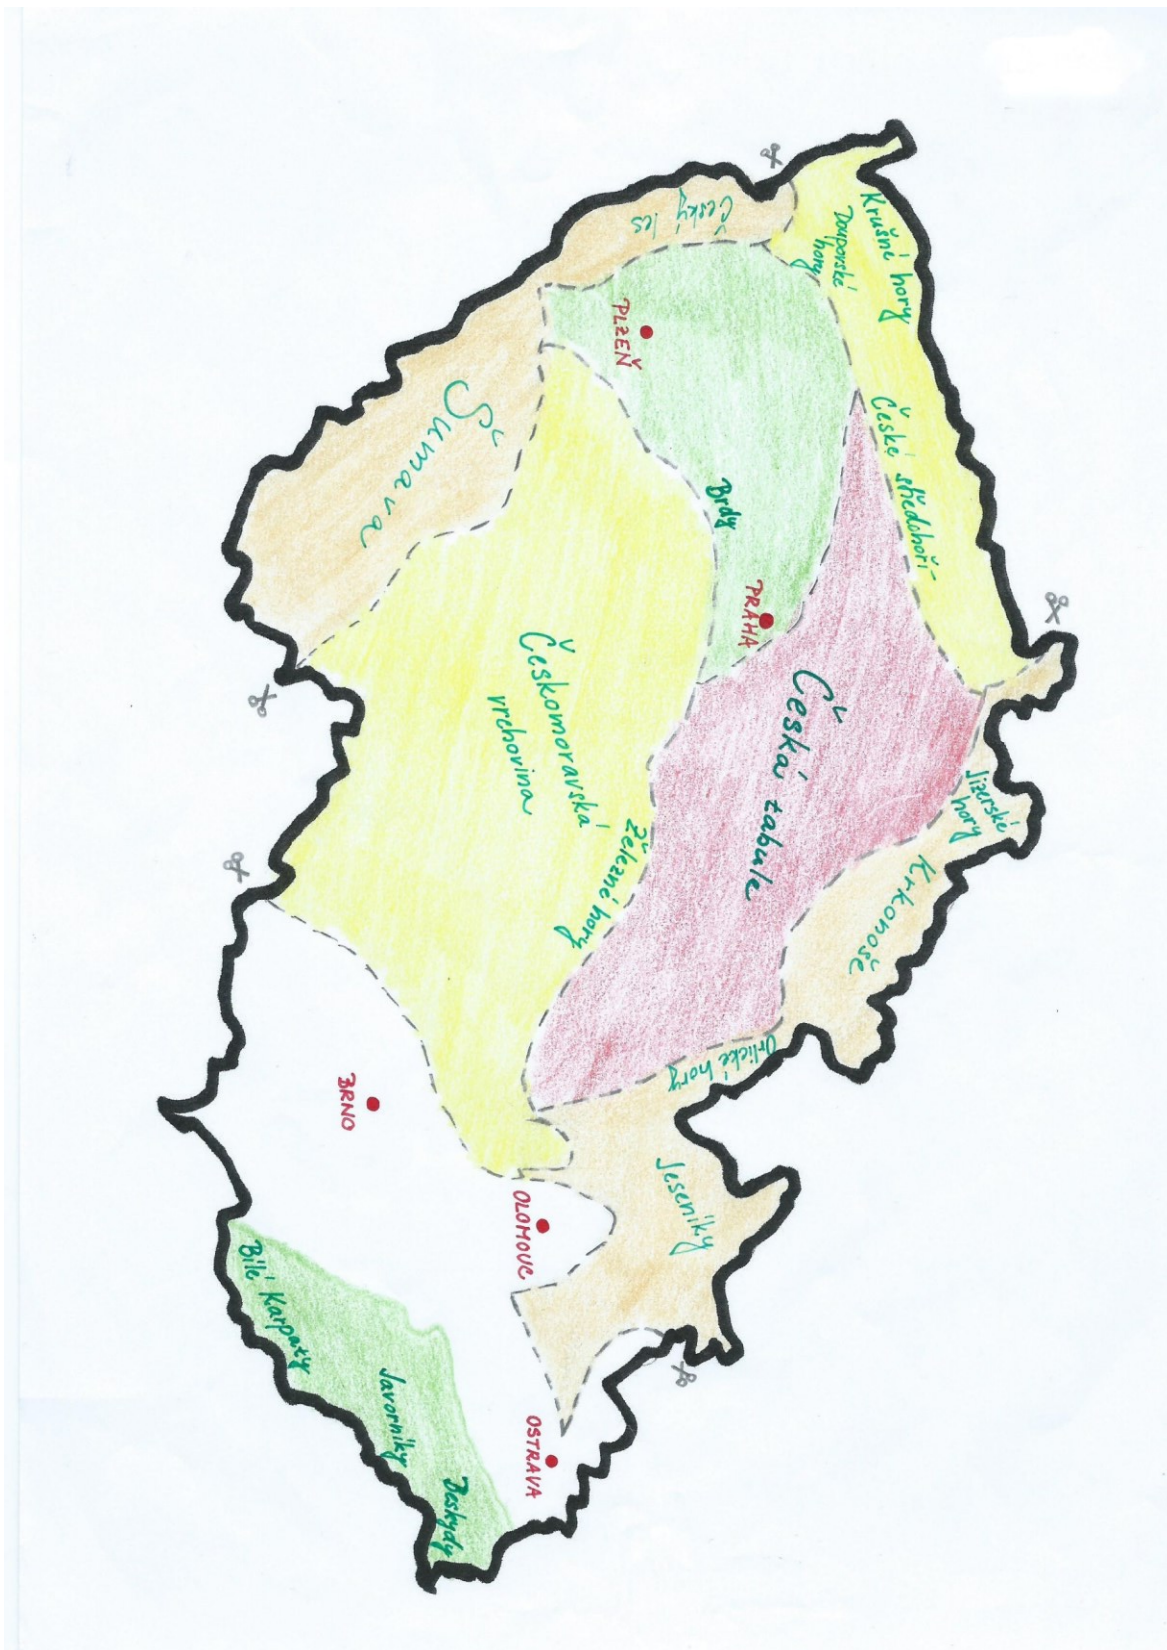 Krušné hory
Doupovské
hory
České středohoří
Český les
PLZEŇ
Brdy
PRAHA
Šumava
Česká tabule
Jizerské
hory
Krkonoše
Českomoravská
vrchovina
Železné hory
Orlické hory
Jeseníky
BRNO
OLOMOUC
OSTRAVA
Bílé Karpaty
Javorníky
Beskydy